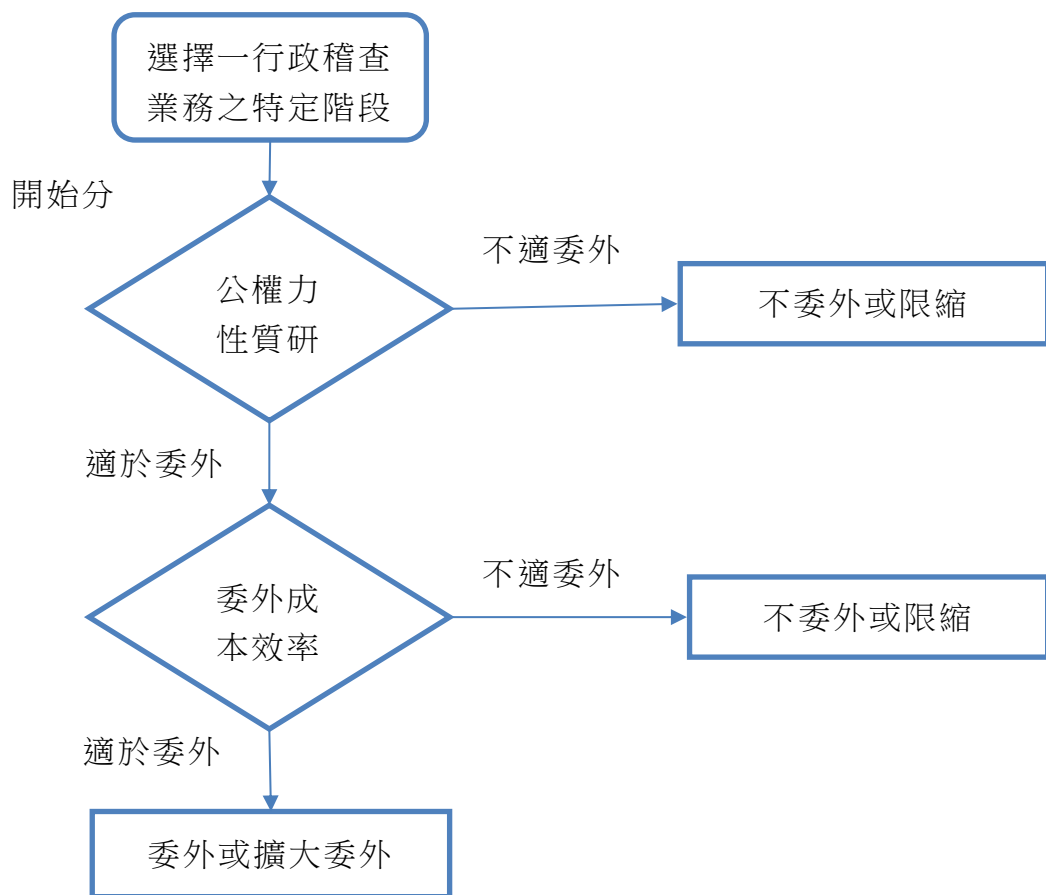 選擇一行政稽查
業務之特定階段
開始分
公權力
性質研
不適委外
不委外或限縮
適於委外
委外成
本效率
不適委外
不委外或限縮
適於委外
委外或擴大委外